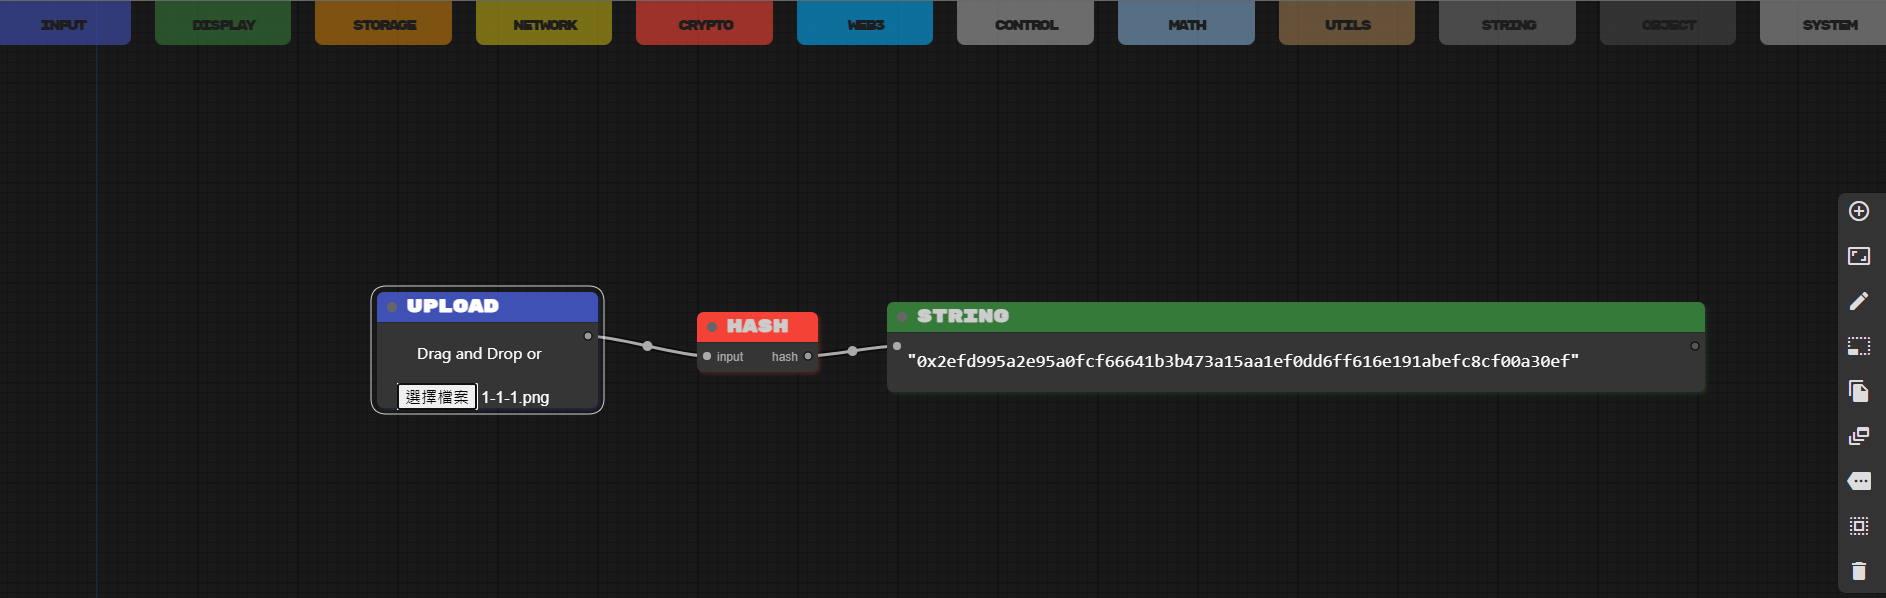 INPUT
DISPLAY
STORAGE
NETWORK
CRYPTO
WEB3
CONTROL
MATH
UTILS
STRING
OBJECT
SYSTEM
UPLOAD
Drag and Drop or
選擇檔案 1-1-1.png
HASH
input hash
STRING
"0x2efd995a2e95a0fcf66641b3b473a15aa1ef0dd6ff616e191abefc8cf00a30ef"